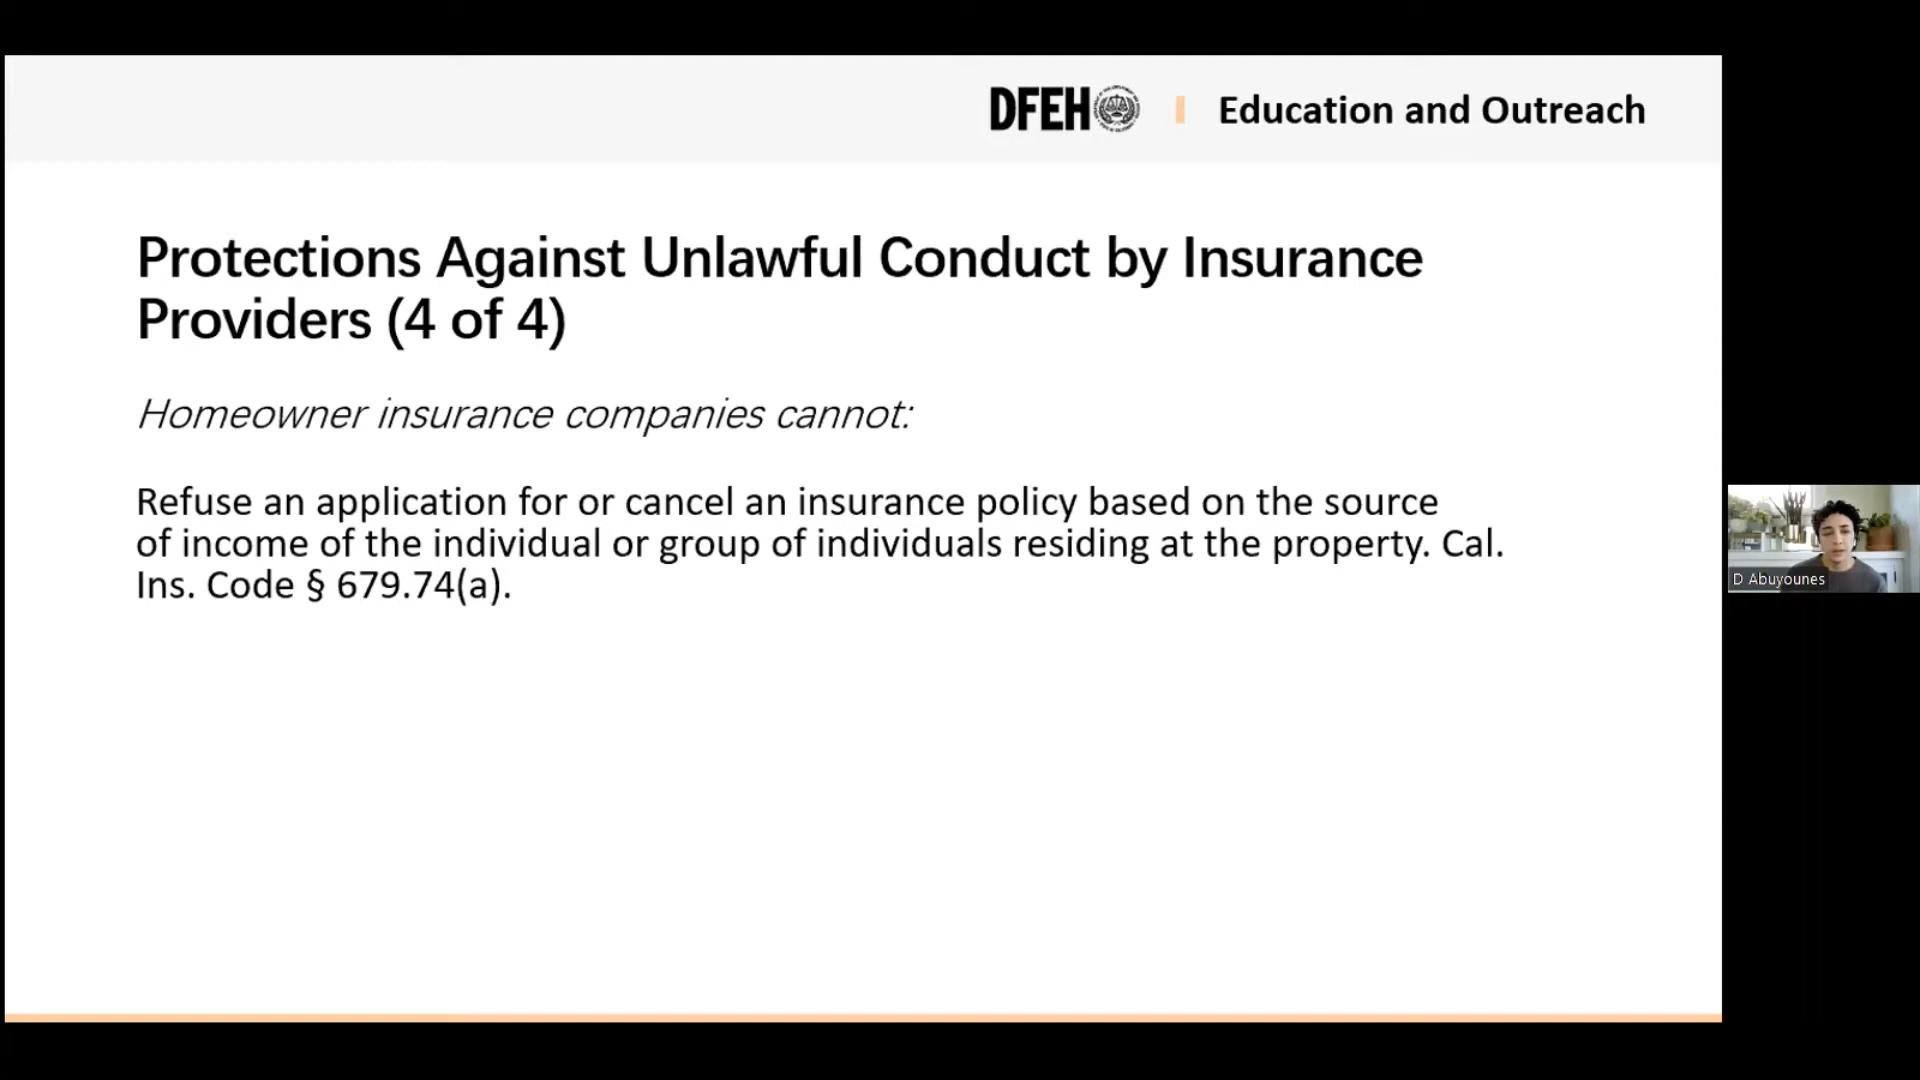 DFEH
Education and Outreach
Protections Against Unlawful Conduct by Insurance
Providers (4 of 4)
Homeowner insurance companies cannot:
Refuse an application for or cancel an insurance policy based on the source
of income of the individual or group of individuals residing at the property. Cal.
Ins. Code § 679.74(a).
D Abuyounes